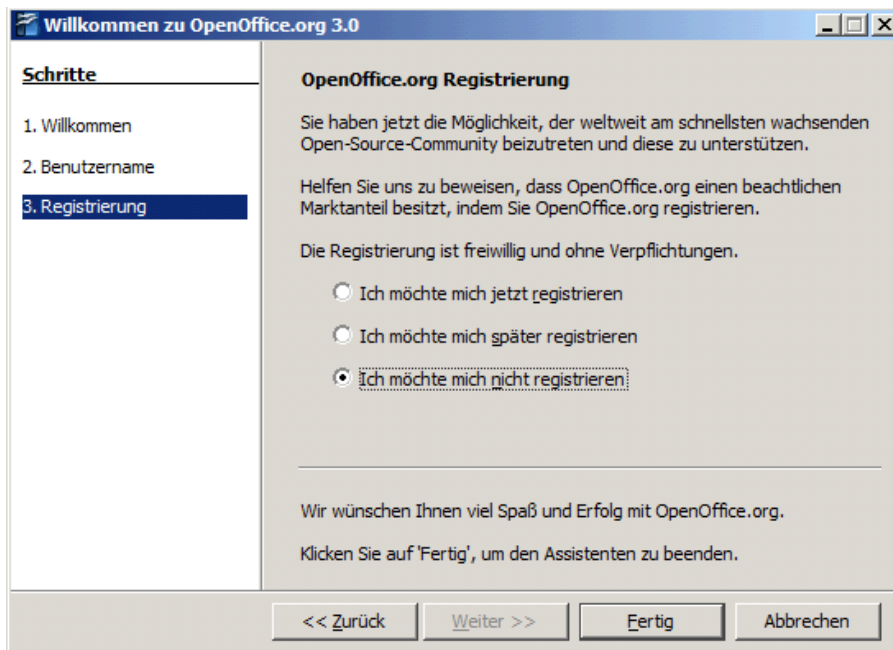 Willkommen zu OpenOffice.org 3.0
Schritte
1. Willkommen
2. Benutzername
3. Registrierung
OpenOffice.org Registrierung
Sie haben jetzt die Möglichkeit, der weltweit am schnellsten wachsenden
Open-Source-Community beizutreten und diese zu unterstützen.
Helfen Sie uns zu beweisen, dass OpenOffice.org einen beachtlichen
Marktanteil besitzt, indem Sie OpenOffice.org registrieren.
Die Registrierung ist freiwillig und ohne Verpflichtungen.
Ich möchte mich jetzt registrieren
Ich möchte mich später registrieren
Ich möchte mich nicht registrieren
Wir wünschen Ihnen viel Spaß und Erfolg mit OpenOffice.org.
Klicken Sie auf 'Fertig', um den Assistenten zu beenden.
<< Zurück
Weiter >>
Fertig
Abbrechen